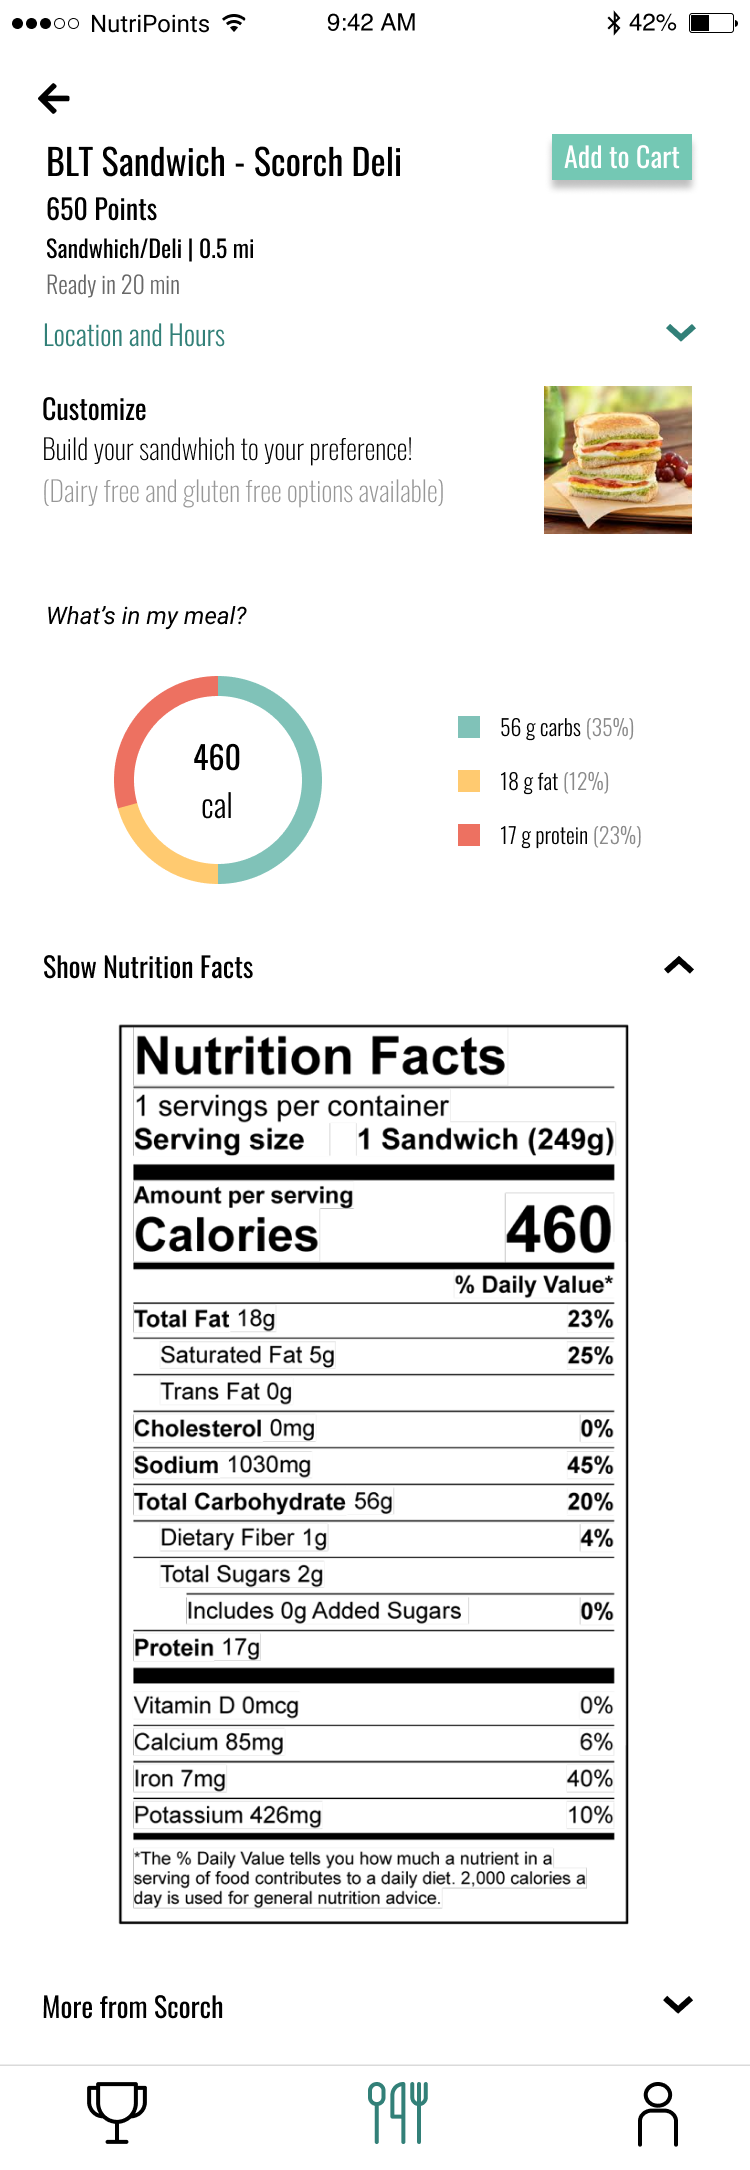 NutriPoints 9:42 AM 42%
BLT Sandwich - Scorch Deli
Add to Cart
650 Points
Sandwhich/Deli | 0.5 mi
Ready in 20 min
Location and Hours
Customize
Build your sandwhich to your preference!
(Dairy free and gluten free options available)
What's in my meal?
460
cal
56 g carbs (35%)
18 g fat (12%)
17 g protein (23%)
Show Nutrition Facts
Nutrition Facts
1 servings per container
Serving size 1 Sandwich (249g)
Amount per serving
Calories 460
% Daily Value*
Total Fat 18g 23%
Saturated Fat 5g 25%
Trans Fat 0g
Cholesterol 0mg 0%
Sodium 1030mg 45%
Total Carbohydrate 56g 20%
Dietary Fiber 1g 4%
Total Sugars 2g
Includes 0g Added Sugars 0%
Protein 17g
Vitamin D 0mcg 0%
Calcium 85mg 6%
Iron 7mg 40%
Potassium 426mg 10%
*The % Daily Value tells you how much a nutrient in a
serving of food contributes to a daily diet. 2,000 calories a
day is used for general nutrition advice.
More from Scorch